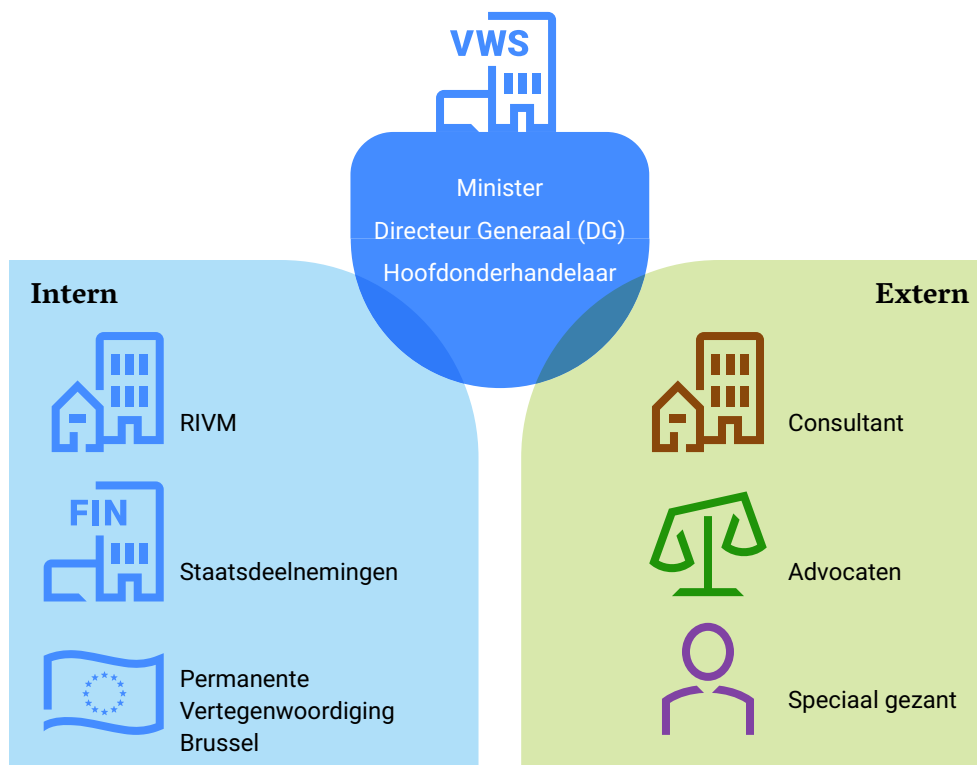 VWS
Minister
Directeur Generaal (DG)
Hoofdonderhandelaar
Intern
RIVM
FIN
Staatsdeelnemingen
Permanente
Vertegenwoordiging
Brussel
Extern
Consultant
Advocaten
Speciaal gezant